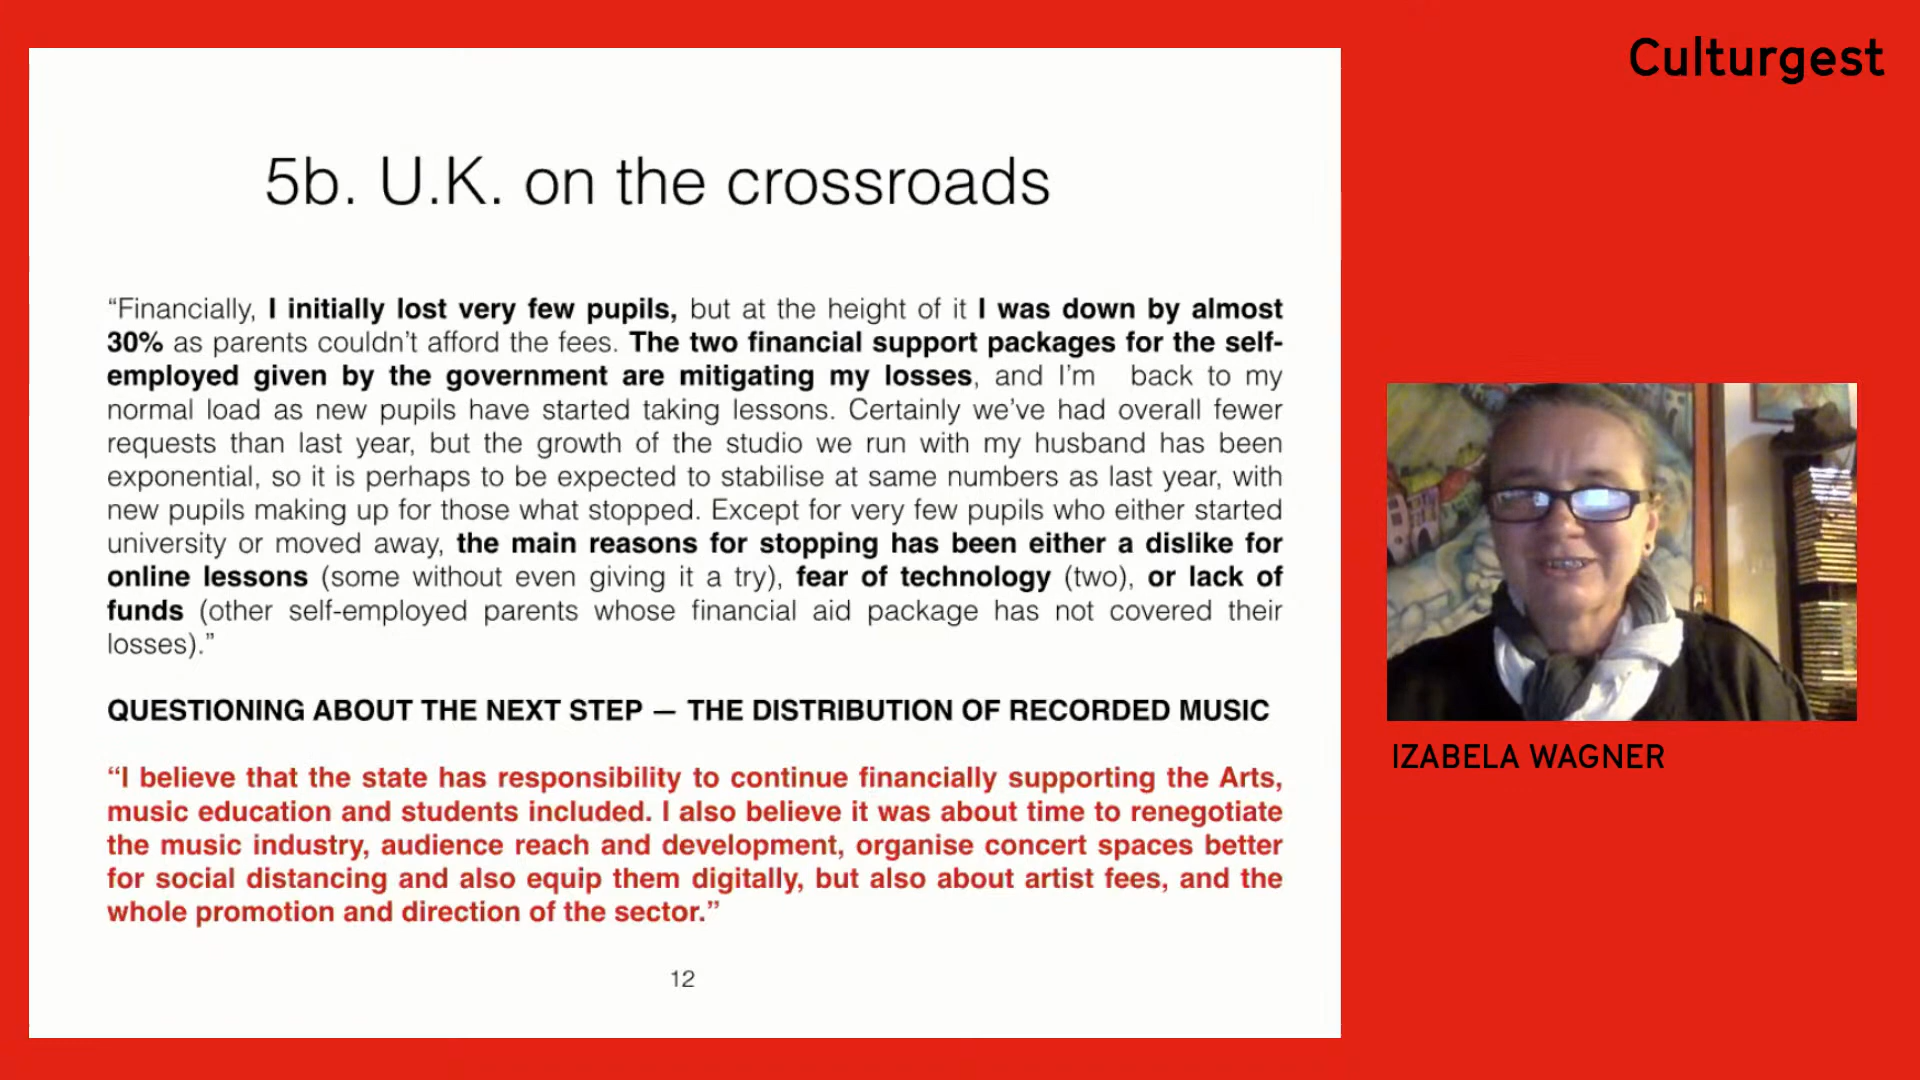 Culturgest
5b. U.K. on the crossroads
“Financially, I initially lost very few pupils, but at the height of it I was down by almost
30% as parents couldn’t afford the fees. The two financial support packages for the self-
employed given by the government are mitigating my losses, and I’m back to my
normal load as new pupils have started taking lessons. Certainly we’ve had overall fewer
requests than last year, but the growth of the studio we run with my husband has been
exponential, so it is perhaps to be expected to stabilise at same numbers as last year, with
new pupils making up for those what stopped. Except for very few pupils who either started
university or moved away, the main reasons for stopping has been either a dislike for
online lessons (some without even giving it a try), fear of technology (two), or lack of
funds (other self-employed parents whose financial aid package has not covered their
losses).”
QUESTIONING ABOUT THE NEXT STEP — THE DISTRIBUTION OF RECORDED MUSIC
“I believe that the state has responsibility to continue financially supporting the Arts,
music education and students included. I also believe it was about time to renegotiate
the music industry, audience reach and development, organise concert spaces better
for social distancing and also equip them digitally, but also about artist fees, and the
whole promotion and direction of the sector.”
12
IZABELA WAGNER